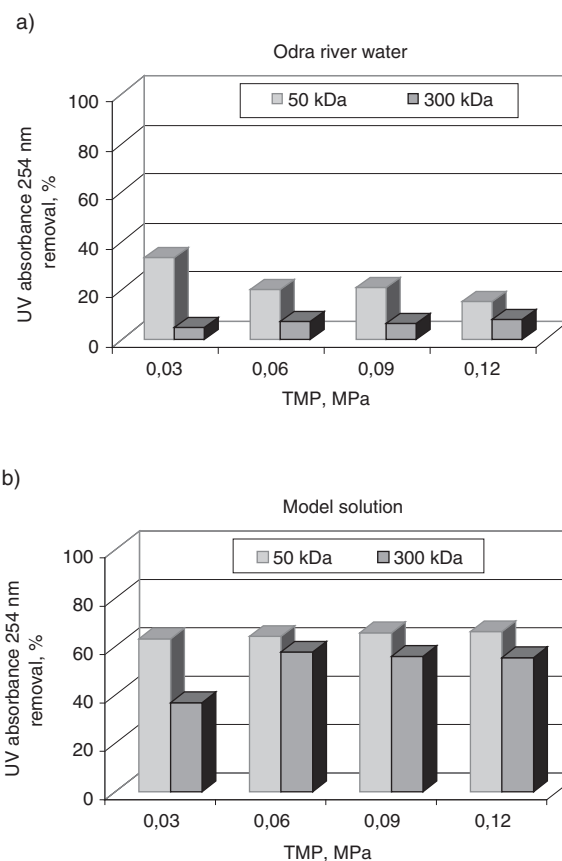 a)
Odra river water
50 kDa 300 kDa
100
80
60
40
20
0
UV absorbance 254 nm
removal, %
0,03 0,06 0,09 0,12
TMP, MPa
b)
Model solution
50 kDa 300 kDa
100
80
60
40
20
0
UV absorbance 254 nm
removal, %
0,03 0,06 0,09 0,12
TMP, MPa